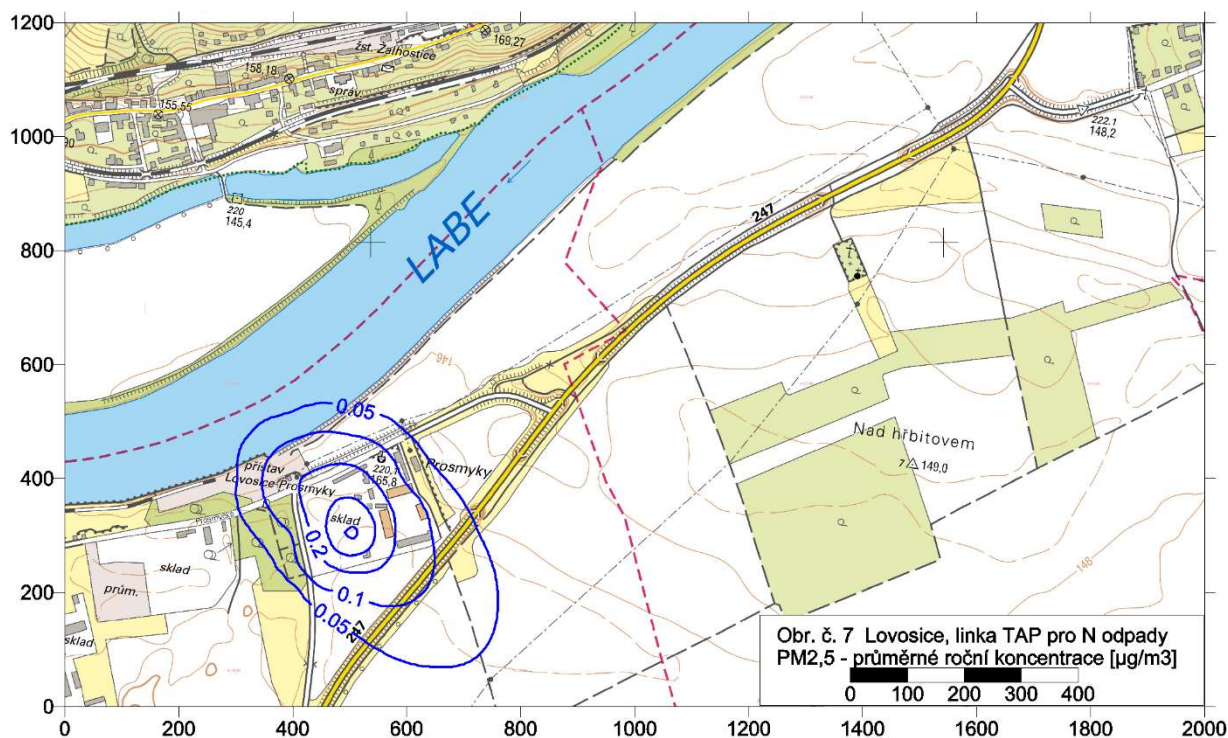 1200
1000
800
600
400
200
0
0
200
400
600
800
1000
1200
1400
1600
1800
2000
169,27
žst. Žalhostice
158,18
správ.
155,55
90
220
145,4
LABE
247
222.1
148,2
146
0.05
přístav
Lovosice-Prosmyky
220,1
165,8
Prosmyky
sklad
0.2
0.1
0.05
247
sklad
prům.
sklad
Nad hřbitovem
7 149,0
148
Obr. č. 7 Lovosice, linka TAP pro N odpady
PM2,5 - průměrné roční koncentrace [µg/m3]
0 100 200 300 400